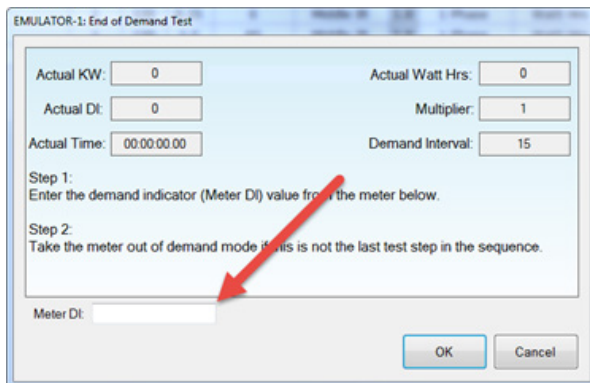 EMULATOR-1: End of Demand Test
Actual KW: 0 Actual Watt Hrs: 0
Actual DI: 0 Multiplier: 1
Actual Time: 00:00:00.00 Demand Interval: 15
Step 1:
Enter the demand indicator (Meter DI) value from the meter below.
Step 2:
Take the meter out of demand mode if this is not the last test step in the sequence.
Meter DI:
OK Cancel